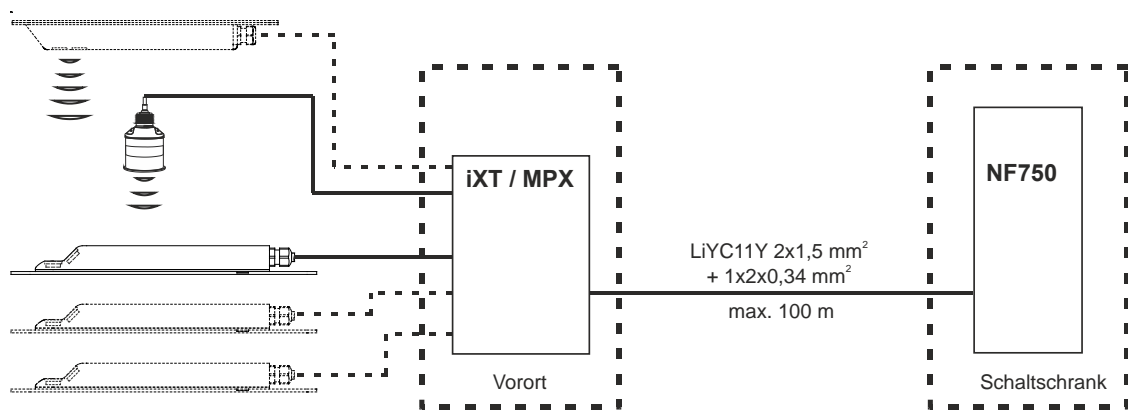 iXT / MPX
NF750
LiYC11Y 2x1,5 mm²
+ 1x2x0,34 mm²
max. 100 m
Vorort
Schaltschrank